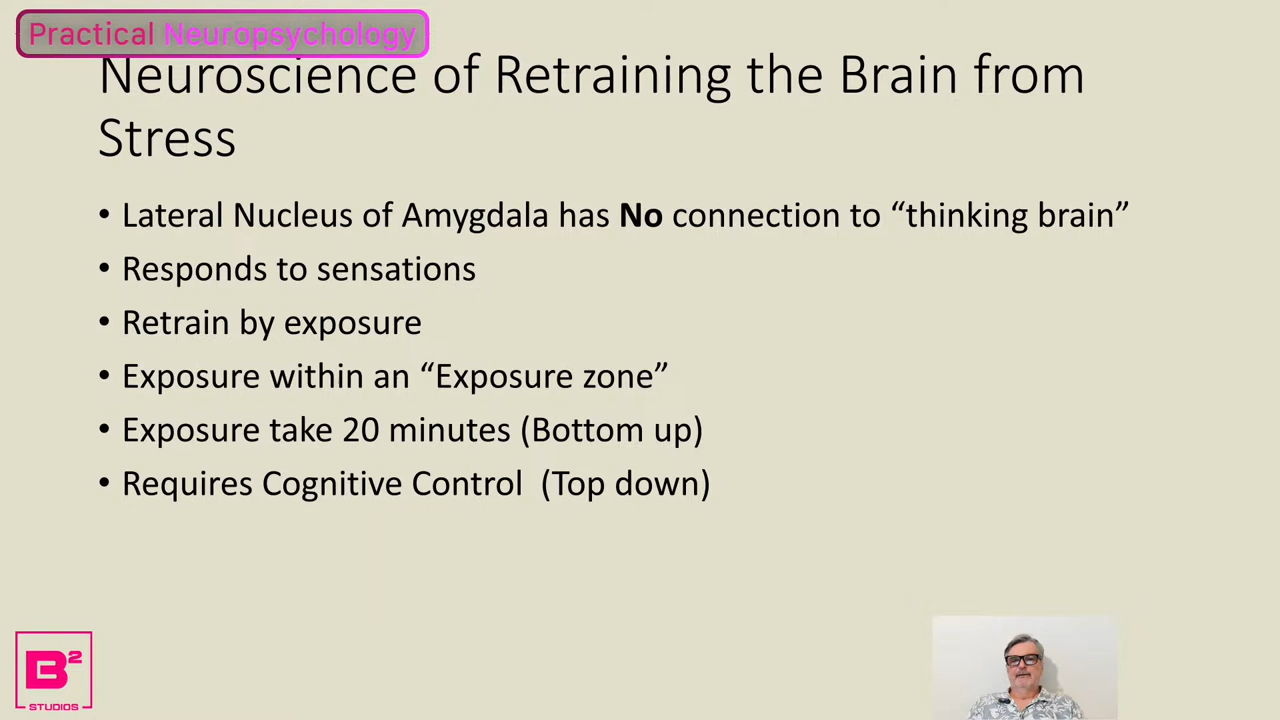 Practical Neuropsychology
Neuroscience of Retraining the Brain from
Stress
• Lateral Nucleus of Amygdala has No connection to “thinking brain”
• Responds to sensations
• Retrain by exposure
• Exposure within an “Exposure zone”
• Exposure take 20 minutes (Bottom up)
• Requires Cognitive Control  (Top down)
B²
STUDIOS